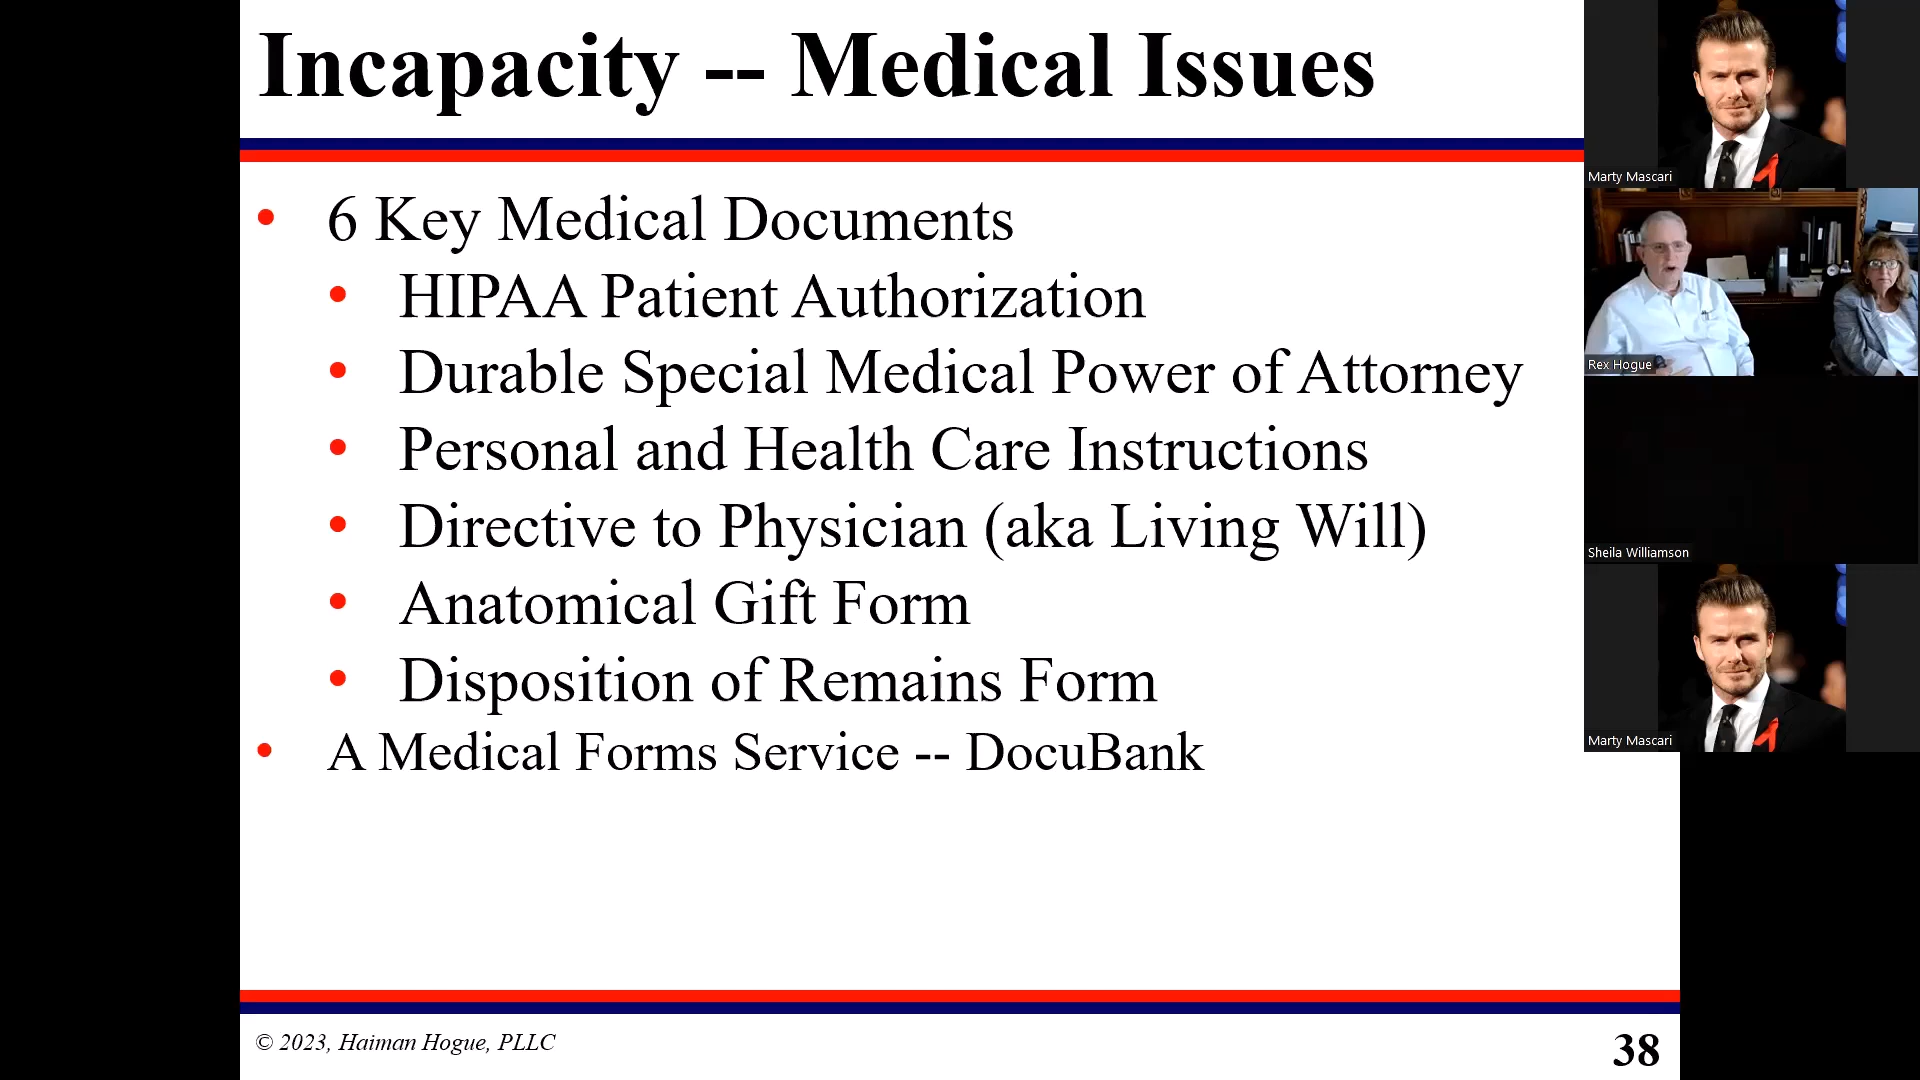 Incapacity -- Medical Issues
• 6 Key Medical Documents
• HIPAA Patient Authorization
• Durable Special Medical Power of Attorney
• Personal and Health Care Instructions
• Directive to Physician (aka Living Will)
• Anatomical Gift Form
• Disposition of Remains Form
• A Medical Forms Service -- DocuBank
© 2023, Haiman Hogue, PLLC
38
Marty Mascari
Rex Hogue
Sheila Williamson
Marty Mascari